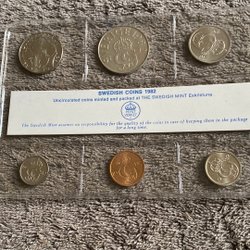 SWEDISH COINS 1982
Uncirculated coins minted and packed at THE SWEDISH MINT Eskilstuna
The Swedish Mint assumes no responsibility for the quality of the coins in case of keeping them in the package
for a long time.